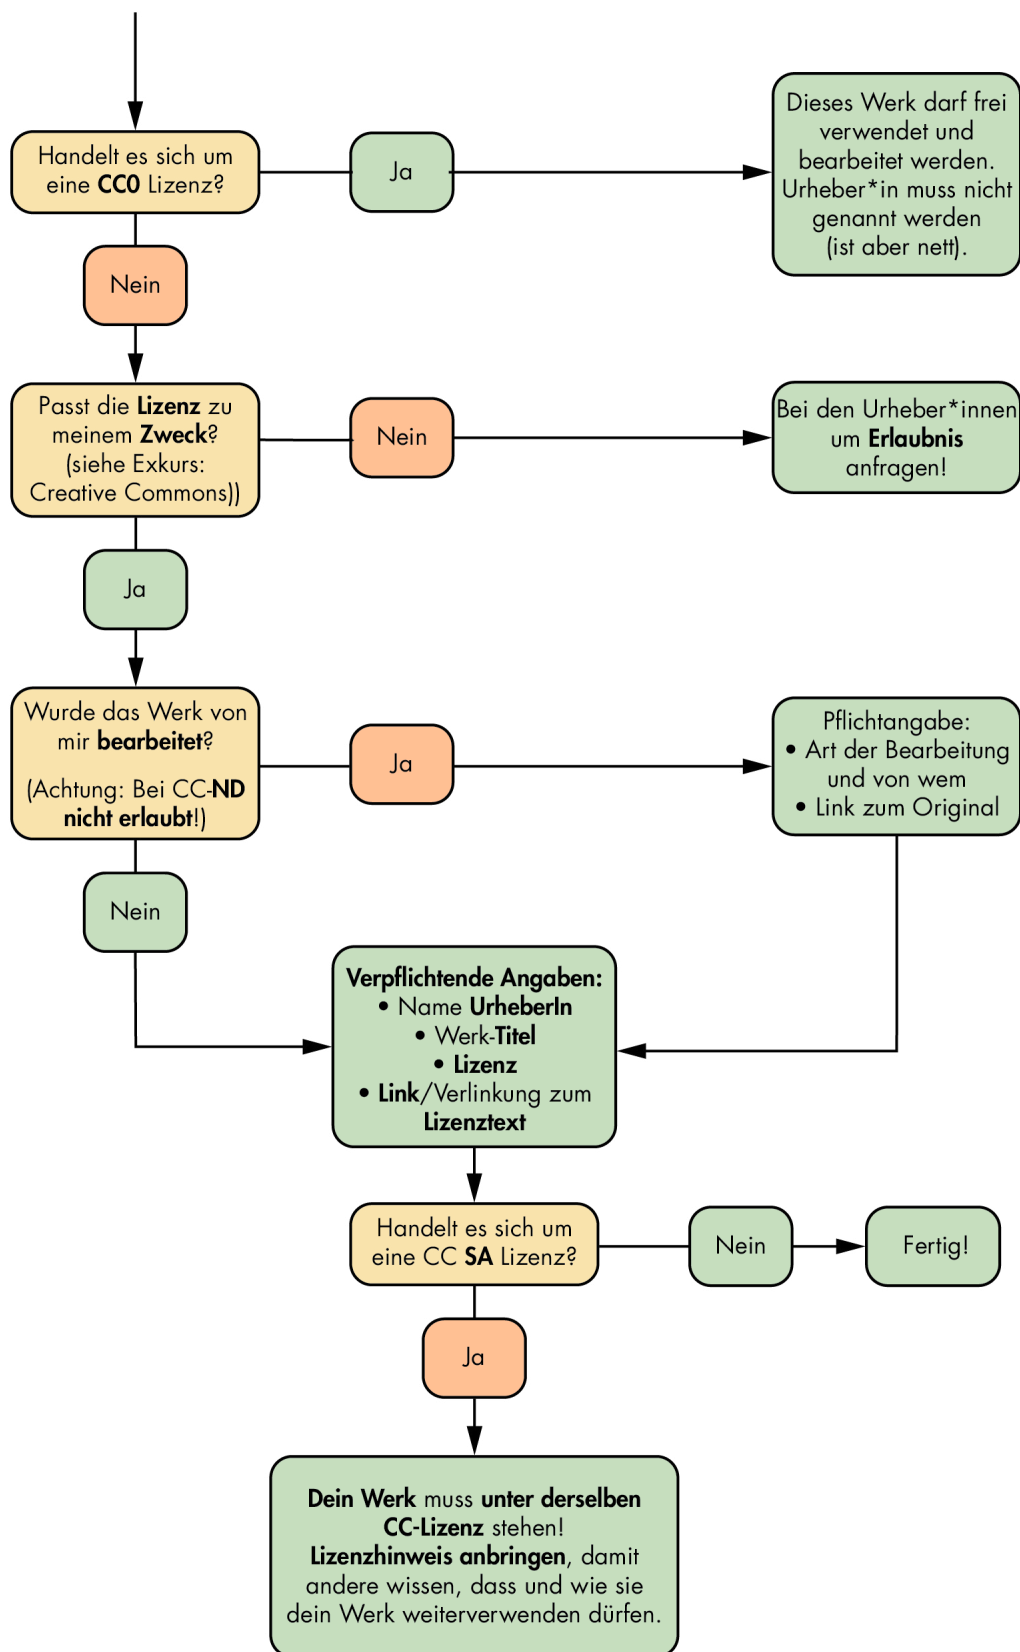 Handelt es sich um
eine CC0 Lizenz?
Ja
Dieses Werk darf frei
verwendet und
bearbeitet werden.
Urheber*in muss nicht
genannt werden
(ist aber nett).
Nein
Passt die Lizenz zu
meinem Zweck?
(siehe Exkurs:
Creative Commons))
Nein
Bei den Urheber*innen
um Erlaubnis
anfragen!
Ja
Wurde das Werk von
mir bearbeitet?
(Achtung: Bei CC-ND
nicht erlaubt!)
Ja
Pflichtangabe:
• Art der Bearbeitung
und von wem
• Link zum Original
Nein
Verpflichtende Angaben:
• Name UrheberIn
• Werk-Titel
• Lizenz
• Link/Verlinkung zum
Lizenztext
Handelt es sich um
eine CC SA Lizenz?
Nein
Fertig!
Ja
Dein Werk muss unter derselben
CC-Lizenz stehen!
Lizenzhinweis anbringen, damit
andere wissen, dass und wie sie
dein Werk weiterverwenden dürfen.